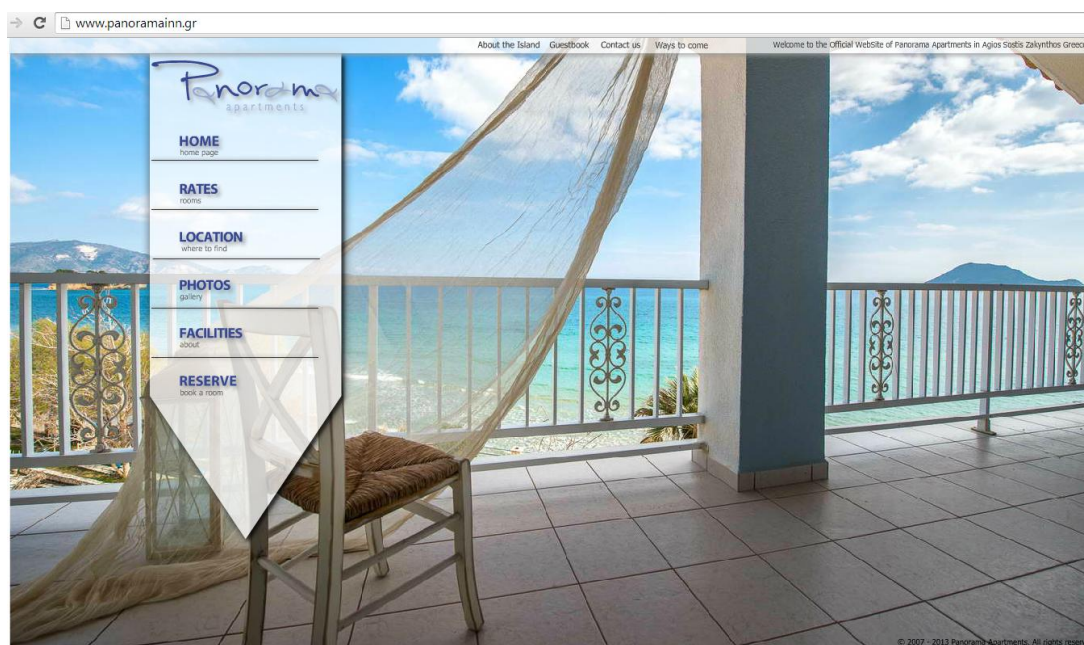 www.panoramainn.gr
About the Island Guestbook Contact us Ways to come Welcome to the Official WebSite of Panorama Apartments in Agios Sostis Zakynthos Greec
Panorama
apartments
HOME
home page
RATES
rooms
LOCATION
where to find
PHOTOS
gallery
FACILITIES
about
RESERVE
book a room
© 2007 - 2013 Panorama Apartments. All rights reser